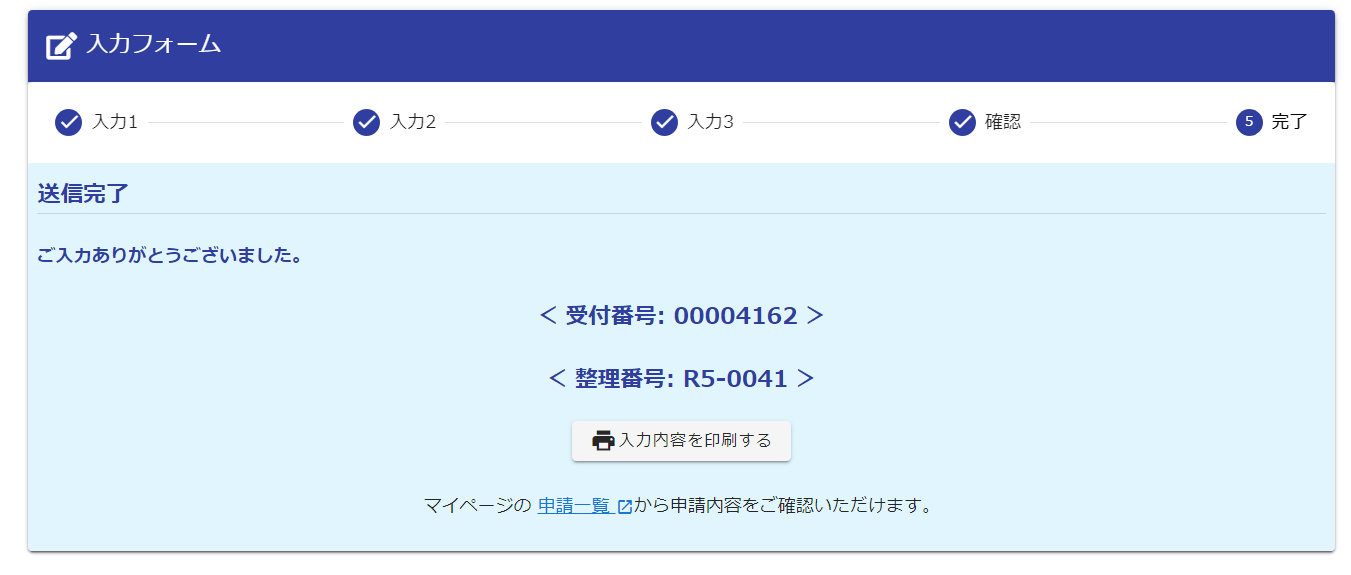 入力フォーム
入力1 入力2 入力3 確認 5 完了
送信完了
ご入力ありがとうございました。
＜ 受付番号: 00004162 ＞
＜ 整理番号: R5-0041 ＞
入力内容を印刷する
マイページの 申請一覧 から申請内容をご確認いただけます。